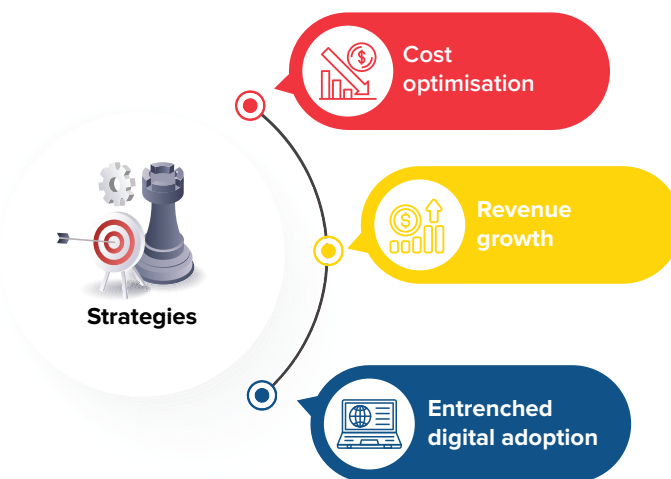 Cost
optimisation
Revenue
growth
Strategies
Entrenched
digital adoption